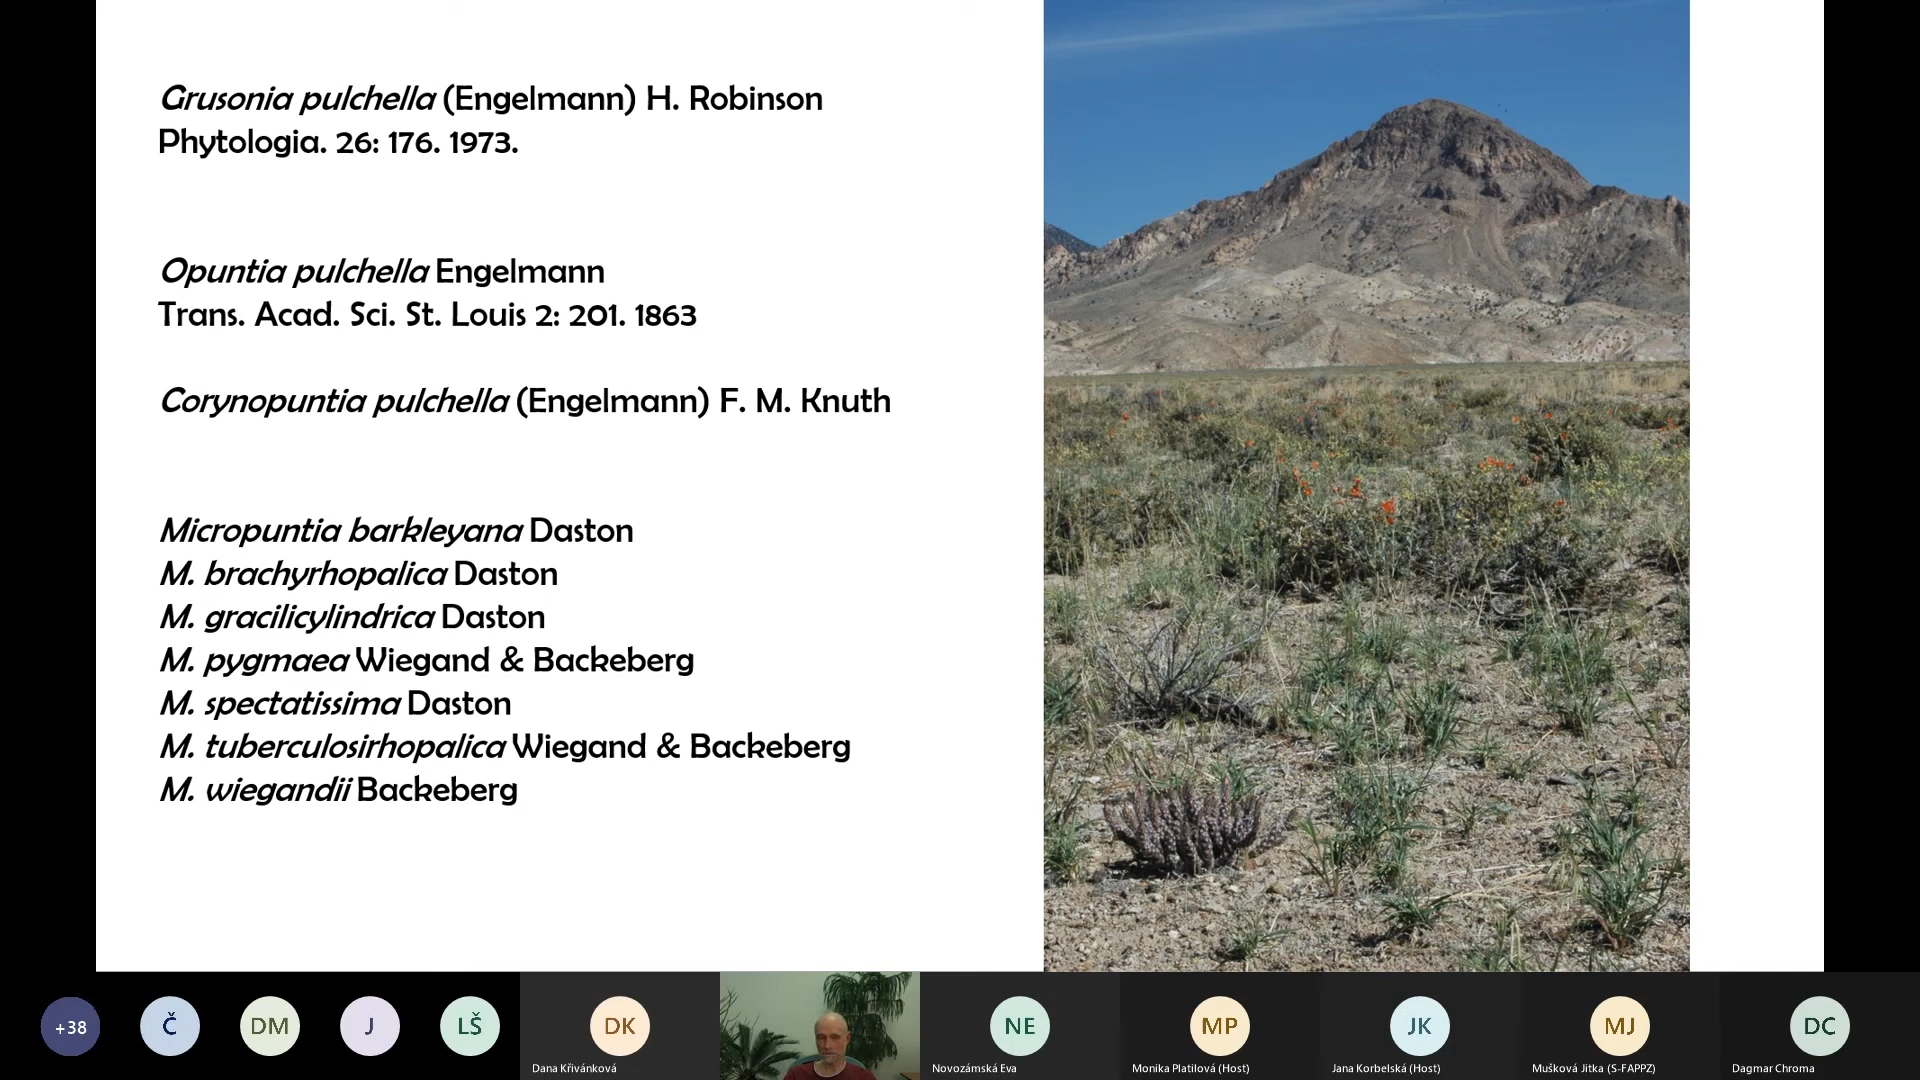 Grusonia pulchella (Engelmann) H. Robinson
Phytologia. 26: 176. 1973.
Opuntia pulchella Engelmann
Trans. Acad. Sci. St. Louis 2: 201. 1863
Corynopuntia pulchella (Engelmann) F. M. Knuth
Micropuntia barkleyana Daston
M. brachyrhopalica Daston
M. gracilicylindrica Daston
M. pygmaea Wiegand & Backeberg
M. spectatissima Daston
M. tuberculosirhopalica Wiegand & Backeberg
M. wiegandii Backeberg
+38
Č
DM
J
LŠ
DK
NE
MP
JK
MJ
DC
Dana Křivánková
Novozámská Eva
Monika Platilová (Host)
Jana Korbelská (Host)
Mušková Jitka (S-FAPPZ)
Dagmar Chroma